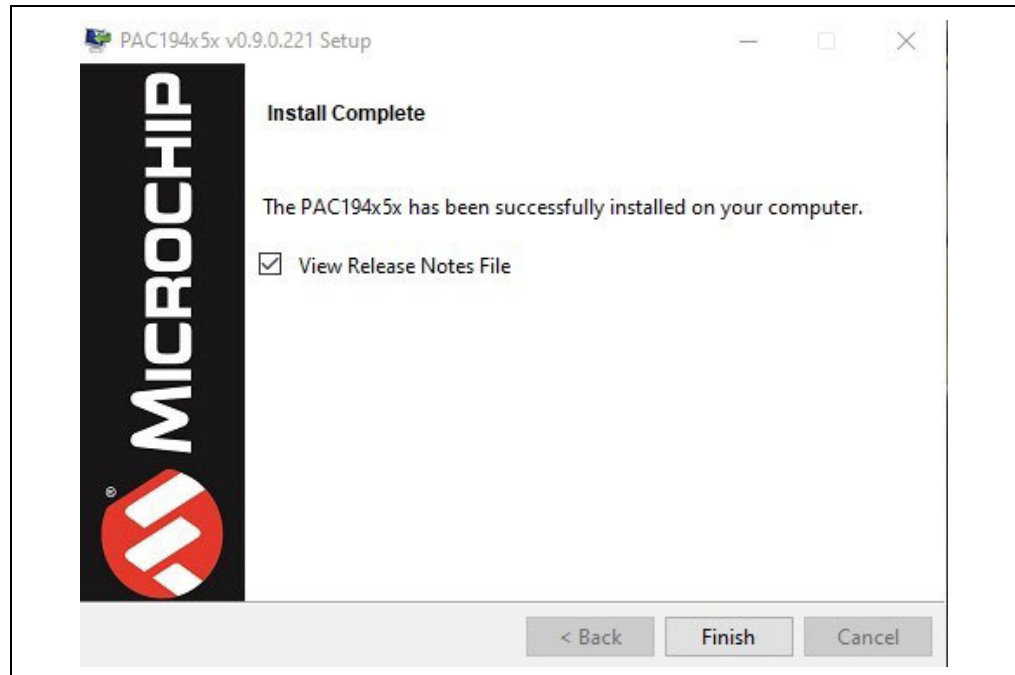 PAC194x5x v0.9.0.221 Setup
MICROCHIP
®
Install Complete
The PAC194x5x has been successfully installed on your computer.
View Release Notes File
< Back
Finish
Cancel